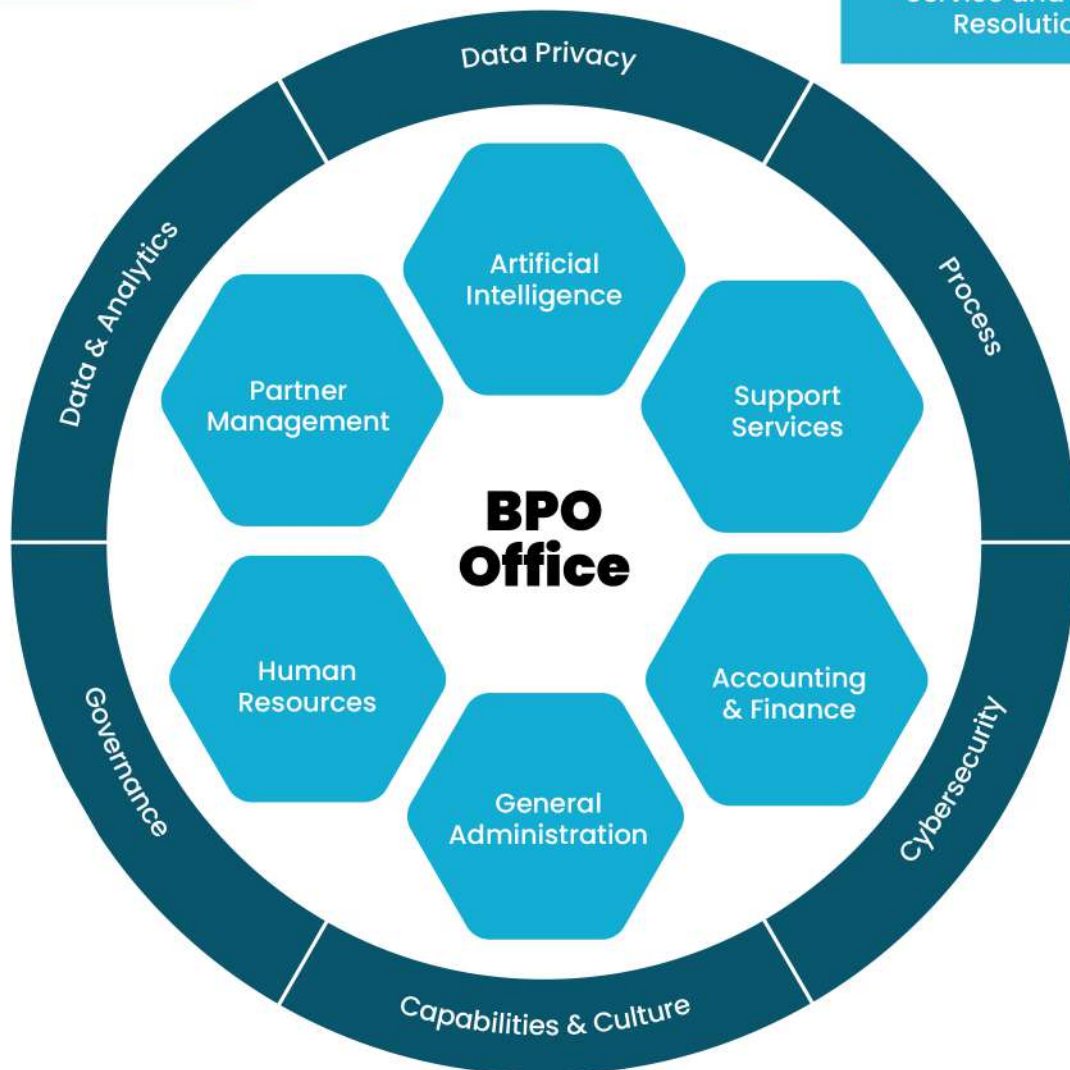 Resolutio
Data Privacy
Data & Analytics
Process
Artificial
Intelligence
Partner
Management
Support
Services
BPO
Office
Human
Resources
Accounting
& Finance
General
Administration
Governance
Cybersecurity
Capabilities & Culture